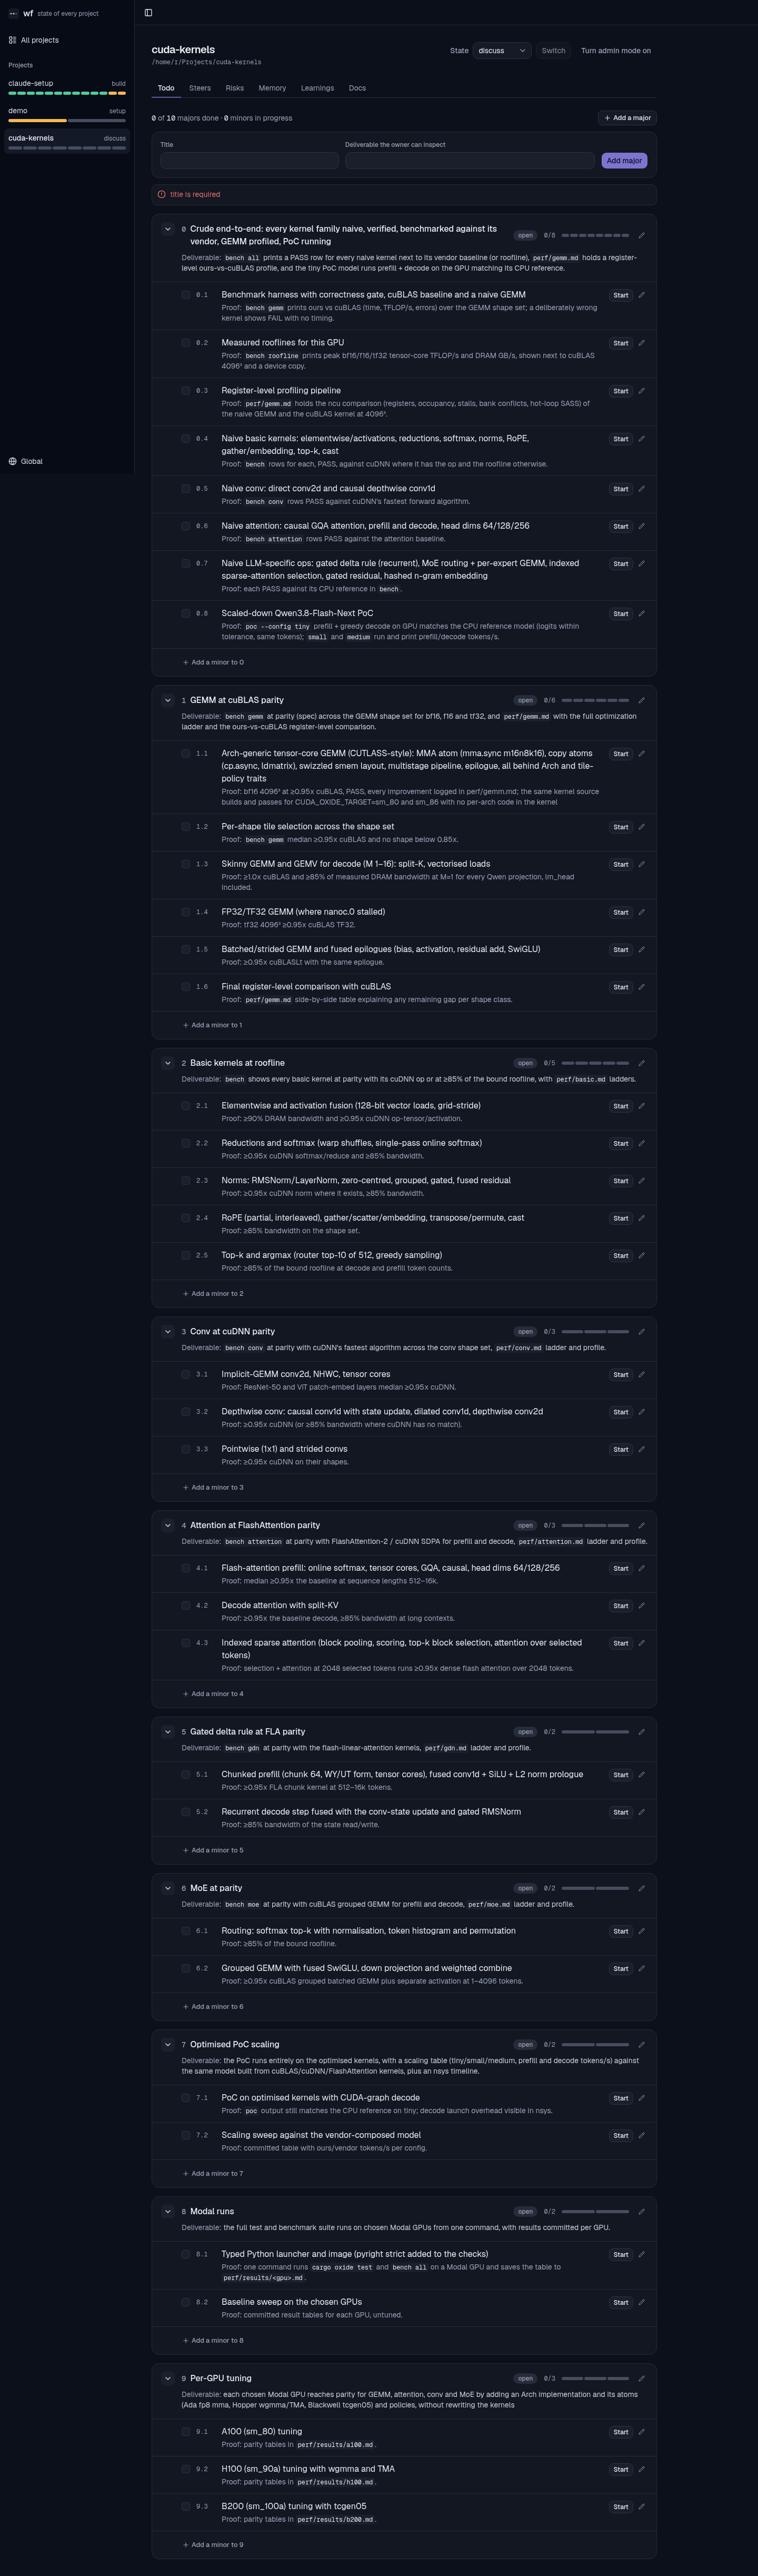 wf state of every project
All projects
Projects
claude-setup build
demo setup
cuda-kernels discuss
Global
cuda-kernels
/home/r/Projects/cuda-kernels
State discuss Switch Turn admin mode on
Todo Steers Risks Memory Learnings Docs
0 of 10 majors done · 0 minors in progress
+ Add a major
Title
Deliverable the owner can inspect
Add major
title is required
0 Crude end-to-end: every kernel family naive, verified, benchmarked against its
vendor, GEMM profiled, PoC running
open 0/8
Deliverable: bench all prints a PASS row for every naive kernel next to its vendor baseline (or roofline), perf/gemm.md holds a register-
level ours-vs-cuBLAS profile, and the tiny PoC model runs prefill + decode on the GPU matching its CPU reference.
0.1 Benchmark harness with correctness gate, cuBLAS baseline and a naive GEMM Start
Proof: bench gemm prints ours vs cuBLAS (time, TFLOP/s, errors) over the GEMM shape set; a deliberately wrong
kernel shows FAIL with no timing.
0.2 Measured rooflines for this GPU Start
Proof: bench roofline prints peak bf16/f16/tf32 tensor-core TFLOP/s and DRAM GB/s, shown next to cuBLAS
4096³ and a device copy.
0.3 Register-level profiling pipeline Start
Proof: perf/gemm.md holds the ncu comparison (registers, occupancy, stalls, bank conflicts, hot-loop SASS) of
the naive GEMM and the cuBLAS kernel at 4096³.
0.4 Naive basic kernels: elementwise/activations, reductions, softmax, norms, RoPE,
gather/embedding, top-k, cast
Start
Proof: bench rows for each, PASS, against cuDNN where it has the op and the roofline otherwise.
0.5 Naive conv: direct conv2d and causal depthwise conv1d Start
Proof: bench conv rows PASS against cuDNN's fastest forward algorithm.
0.6 Naive attention: causal GQA attention, prefill and decode, head dims 64/128/256 Start
Proof: bench attention rows PASS against the attention baseline.
0.7 Naive LLM-specific ops: gated delta rule (recurrent), MoE routing + per-expert GEMM, indexed
sparse-attention selection, gated residual, hashed n-gram embedding
Start
Proof: each PASS against its CPU reference in bench.
0.8 Scaled-down Qwen3.8-Flash-Next PoC Start
Proof: poc --config tiny prefill + greedy decode on GPU matches the CPU reference model (logits within
tolerance, same tokens); small and medium run and print prefill/decode tokens/s.
+ Add a minor to 0
1 GEMM at cuBLAS parity open 0/6
Deliverable: bench gemm at parity (spec) across the GEMM shape set for bf16, f16 and tf32, and perf/gemm.md with the full optimization
ladder and the ours-vs-cuBLAS register-level comparison.
1.1 Arch-generic tensor-core GEMM (CUTLASS-style): MMA atom (mma.sync m16n8k16), copy atoms
(cp.async, ldmatrix), swizzled smem layout, multistage pipeline, epilogue, all behind Arch and tile-
policy traits
Start
Proof: bf16 4096³ at ≥0.95x cuBLAS, PASS, every improvement logged in perf/gemm.md; the same kernel source
builds and passes for CUDA_OXIDE_TARGET=sm_80 and sm_86 with no per-arch code in the kernel
1.2 Per-shape tile selection across the shape set Start
Proof: bench gemm median ≥0.95x cuBLAS and no shape below 0.85x.
1.3 Skinny GEMM and GEMV for decode (M 1–16): split-K, vectorised loads Start
Proof: ≥1.0x cuBLAS and ≥85% of measured DRAM bandwidth at M=1 for every Qwen projection, lm_head
included.
1.4 FP32/TF32 GEMM (where nanoc.0 stalled) Start
Proof: tf32 4096³ ≥0.95x cuBLAS TF32.
1.5 Batched/strided GEMM and fused epilogues (bias, activation, residual add, SwiGLU) Start
Proof: ≥0.95x cuBLASLt with the same epilogue.
1.6 Final register-level comparison with cuBLAS Start
Proof: perf/gemm.md side-by-side table explaining any remaining gap per shape class.
+ Add a minor to 1
2 Basic kernels at roofline open 0/5
Deliverable: bench shows every basic kernel at parity with its cuDNN op or at ≥85% of the bound roofline, with perf/basic.md ladders.
2.1 Elementwise and activation fusion (128-bit vector loads, grid-stride) Start
Proof: ≥90% DRAM bandwidth and ≥0.95x cuDNN op-tensor/activation.
2.2 Reductions and softmax (warp shuffles, single-pass online softmax) Start
Proof: ≥0.95x cuDNN softmax/reduce and ≥85% bandwidth.
2.3 Norms: RMSNorm/LayerNorm, zero-centred, grouped, gated, fused residual Start
Proof: ≥0.95x cuDNN norm where it exists, ≥85% bandwidth.
2.4 RoPE (partial, interleaved), gather/scatter/embedding, transpose/permute, cast Start
Proof: ≥85% bandwidth on the shape set.
2.5 Top-k and argmax (router top-10 of 512, greedy sampling) Start
Proof: ≥85% of the bound roofline at decode and prefill token counts.
+ Add a minor to 2
3 Conv at cuDNN parity open 0/3
Deliverable: bench conv at parity with cuDNN's fastest algorithm across the conv shape set, perf/conv.md ladder and profile.
3.1 Implicit-GEMM conv2d, NHWC, tensor cores Start
Proof: ResNet-50 and ViT patch-embed layers median ≥0.95x cuDNN.
3.2 Depthwise conv: causal conv1d with state update, dilated conv1d, depthwise conv2d Start
Proof: ≥0.95x cuDNN (or ≥85% bandwidth where cuDNN has no match).
3.3 Pointwise (1x1) and strided convs Start
Proof: ≥0.95x cuDNN on their shapes.
+ Add a minor to 3
4 Attention at FlashAttention parity open 0/3
Deliverable: bench attention at parity with FlashAttention-2 / cuDNN SDPA for prefill and decode, perf/attention.md ladder and profile.
4.1 Flash-attention prefill: online softmax, tensor cores, GQA, causal, head dims 64/128/256 Start
Proof: median ≥0.95x the baseline at sequence lengths 512–16k.
4.2 Decode attention with split-KV Start
Proof: ≥0.95x the baseline decode, ≥85% bandwidth at long contexts.
4.3 Indexed sparse attention (block pooling, scoring, top-k block selection, attention over selected
tokens)
Start
Proof: selection + attention at 2048 selected tokens runs ≥0.95x dense flash attention over 2048 tokens.
+ Add a minor to 4
5 Gated delta rule at FLA parity open 0/2
Deliverable: bench gdn at parity with the flash-linear-attention kernels, perf/gdn.md ladder and profile.
5.1 Chunked prefill (chunk 64, WY/UT form, tensor cores), fused conv1d + SiLU + L2 norm prologue Start
Proof: ≥0.95x FLA chunk kernel at 512–16k tokens.
5.2 Recurrent decode step fused with the conv-state update and gated RMSNorm Start
Proof: ≥85% bandwidth of the state read/write.
+ Add a minor to 5
6 MoE at parity open 0/2
Deliverable: bench moe at parity with cuBLAS grouped GEMM for prefill and decode, perf/moe.md ladder and profile.
6.1 Routing: softmax top-k with normalisation, token histogram and permutation Start
Proof: ≥85% of the bound roofline.
6.2 Grouped GEMM with fused SwiGLU, down projection and weighted combine Start
Proof: ≥0.95x cuBLAS grouped batched GEMM plus separate activation at 1–4096 tokens.
+ Add a minor to 6
7 Optimised PoC scaling open 0/2
Deliverable: the PoC runs entirely on the optimised kernels, with a scaling table (tiny/small/medium, prefill and decode tokens/s) against
the same model built from cuBLAS/cuDNN/FlashAttention kernels, plus an nsys timeline.
7.1 PoC on optimised kernels with CUDA-graph decode Start
Proof: poc output still matches the CPU reference on tiny; decode launch overhead visible in nsys.
7.2 Scaling sweep against the vendor-composed model Start
Proof: committed table with ours/vendor tokens/s per config.
+ Add a minor to 7
8 Modal runs open 0/2
Deliverable: the full test and benchmark suite runs on chosen Modal GPUs from one command, with results committed per GPU.
8.1 Typed Python launcher and image (pyright strict added to the checks) Start
Proof: one command runs cargo oxide test and bench all on a Modal GPU and saves the table to
perf/results/<gpu>.md.
8.2 Baseline sweep on the chosen GPUs Start
Proof: committed result tables for each GPU, untuned.
+ Add a minor to 8
9 Per-GPU tuning open 0/3
Deliverable: each chosen Modal GPU reaches parity for GEMM, attention, conv and MoE by adding an Arch implementation and its atoms
(Ada fp8 mma, Hopper wgmma/TMA, Blackwell tcgen05) and policies, without rewriting the kernels
9.1 A100 (sm_80) tuning Start
Proof: parity tables in perf/results/a100.md.
9.2 H100 (sm_90a) tuning with wgmma and TMA Start
Proof: parity tables in perf/results/h100.md.
9.3 B200 (sm_100a) tuning with tcgen05 Start
Proof: parity tables in perf/results/b200.md.
+ Add a minor to 9